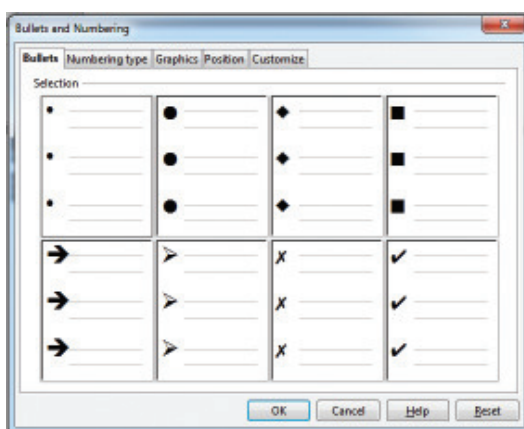 Bullets and Numbering
Bullets Numbering type Graphics Position Customize
Selection
OK Cancel Help Reset